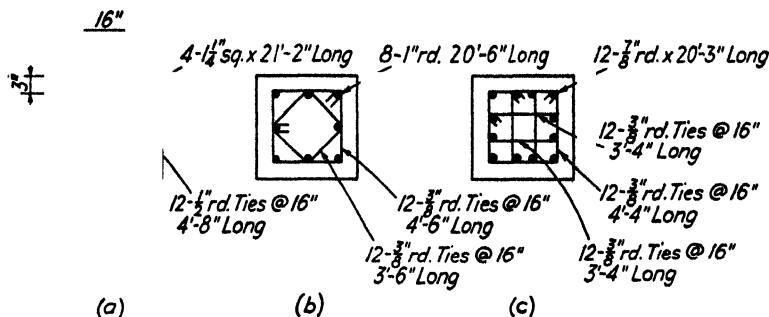 16"
4-1 1/4" sq. x 21'-2" Long
8-1" rd. 20'-6" Long
12-7/8" rd. x 20'-3" Long
3"
12-3/8" rd. Ties @ 16"
3'-4" Long
12-1/2" rd. Ties @ 16"
4'-8" Long
12-3/8" rd. Ties @ 16"
4'-6" Long
12-3/8" rd. Ties @ 16"
4'-4" Long
12-3/8" rd. Ties @ 16"
3'-6" Long
12-3/8" rd. Ties @ 16"
3'-4" Long
(a)
(b)
(c)